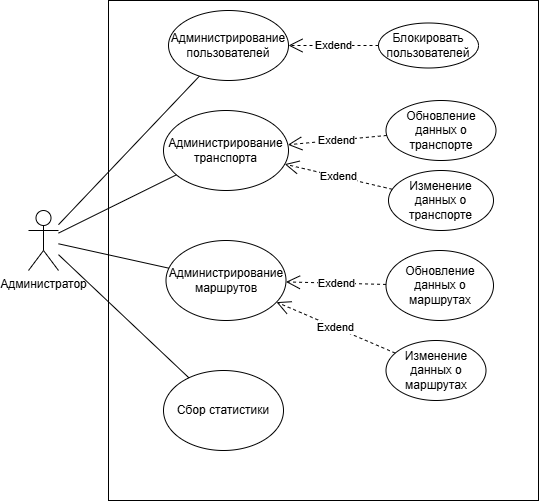 Администрирование
пользователей
Exdend
Блокировать
пользователей
Администрирование
транспорта
Exdend
Обновление
данных о
транспорте
Exdend
Изменение
данных о
транспорте
Администратор
Администрирование
маршрутов
Exdend
Обновление
данных о
маршрутах
Exdend
Изменение
данных о
маршрутах
Сбор статистики